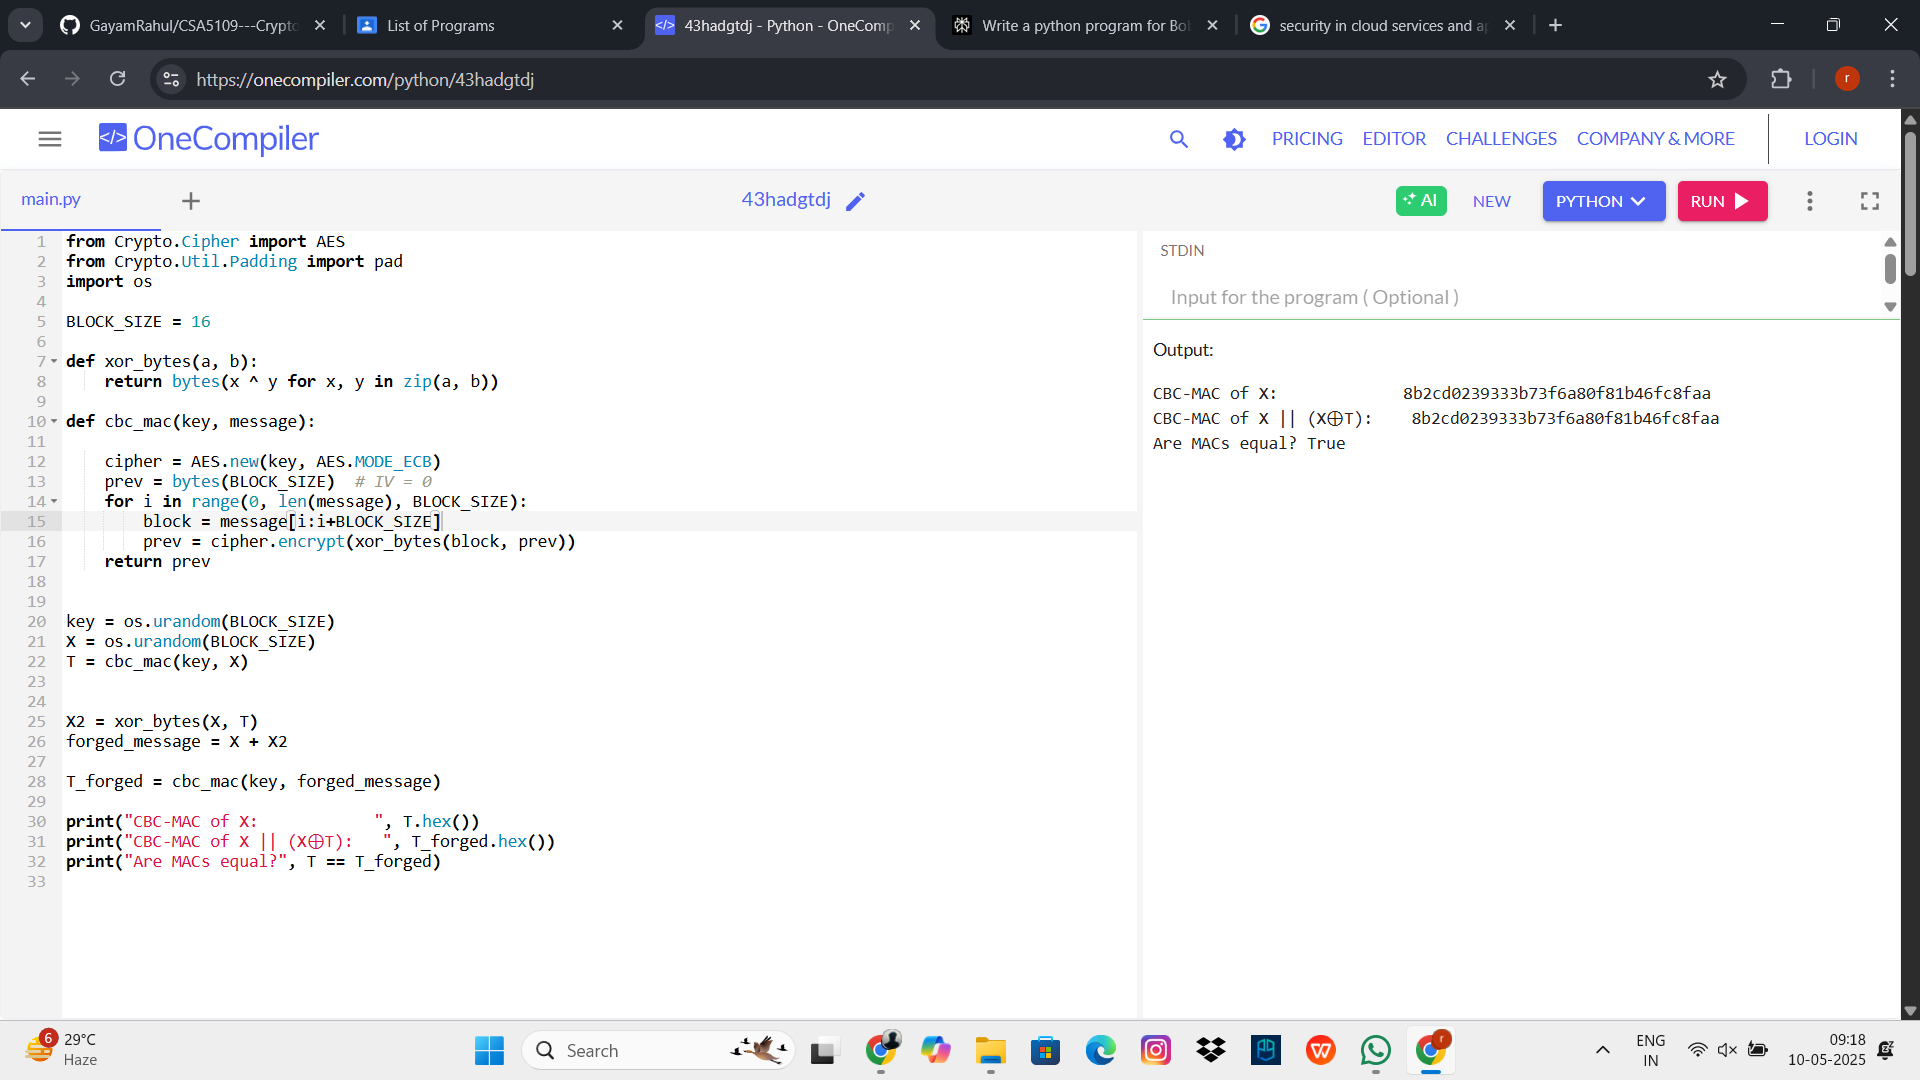 GayamRahul/CSA5109---Crypto
List of Programs
43hadgtdj - Python - OneComp
Write a python program for Bo
security in cloud services and a
https://onecompiler.com/python/43hadgtdj
r
OneCompiler
PRICING
EDITOR
CHALLENGES
COMPANY & MORE
LOGIN
main.py
43hadgtdj
AI
NEW
PYTHON
RUN
1 from Crypto.Cipher import AES
2 from Crypto.Util.Padding import pad
3 import os
4
5 BLOCK_SIZE = 16
6
7 def xor_bytes(a, b):
8 return bytes(x ^ y for x, y in zip(a, b))
9
10 def cbc_mac(key, message):
11
12 cipher = AES.new(key, AES.MODE_ECB)
13 prev = bytes(BLOCK_SIZE)  # IV = 0
14 for i in range(0, len(message), BLOCK_SIZE):
15 block = message[i:i+BLOCK_SIZE]
16 prev = cipher.encrypt(xor_bytes(block, prev))
17 return prev
18
19
20 key = os.urandom(BLOCK_SIZE)
21 X = os.urandom(BLOCK_SIZE)
22 T = cbc_mac(key, X)
23
24
25 X2 = xor_bytes(X, T)
26 forged_message = X + X2
27
28 T_forged = cbc_mac(key, forged_message)
29
30 print("CBC-MAC of X:            ", T.hex())
31 print("CBC-MAC of X || (X⊕T):   ", T_forged.hex())
32 print("Are MACs equal?", T == T_forged)
33
STDIN
Input for the program ( Optional )
Output:
CBC-MAC of X:             8b2cd0239333b73f6a80f81b46fc8faa
CBC-MAC of X || (X⊕T):    8b2cd0239333b73f6a80f81b46fc8faa
Are MACs equal? True
6
29°C
Haze
Search
ENG
IN
09:18
10-05-2025